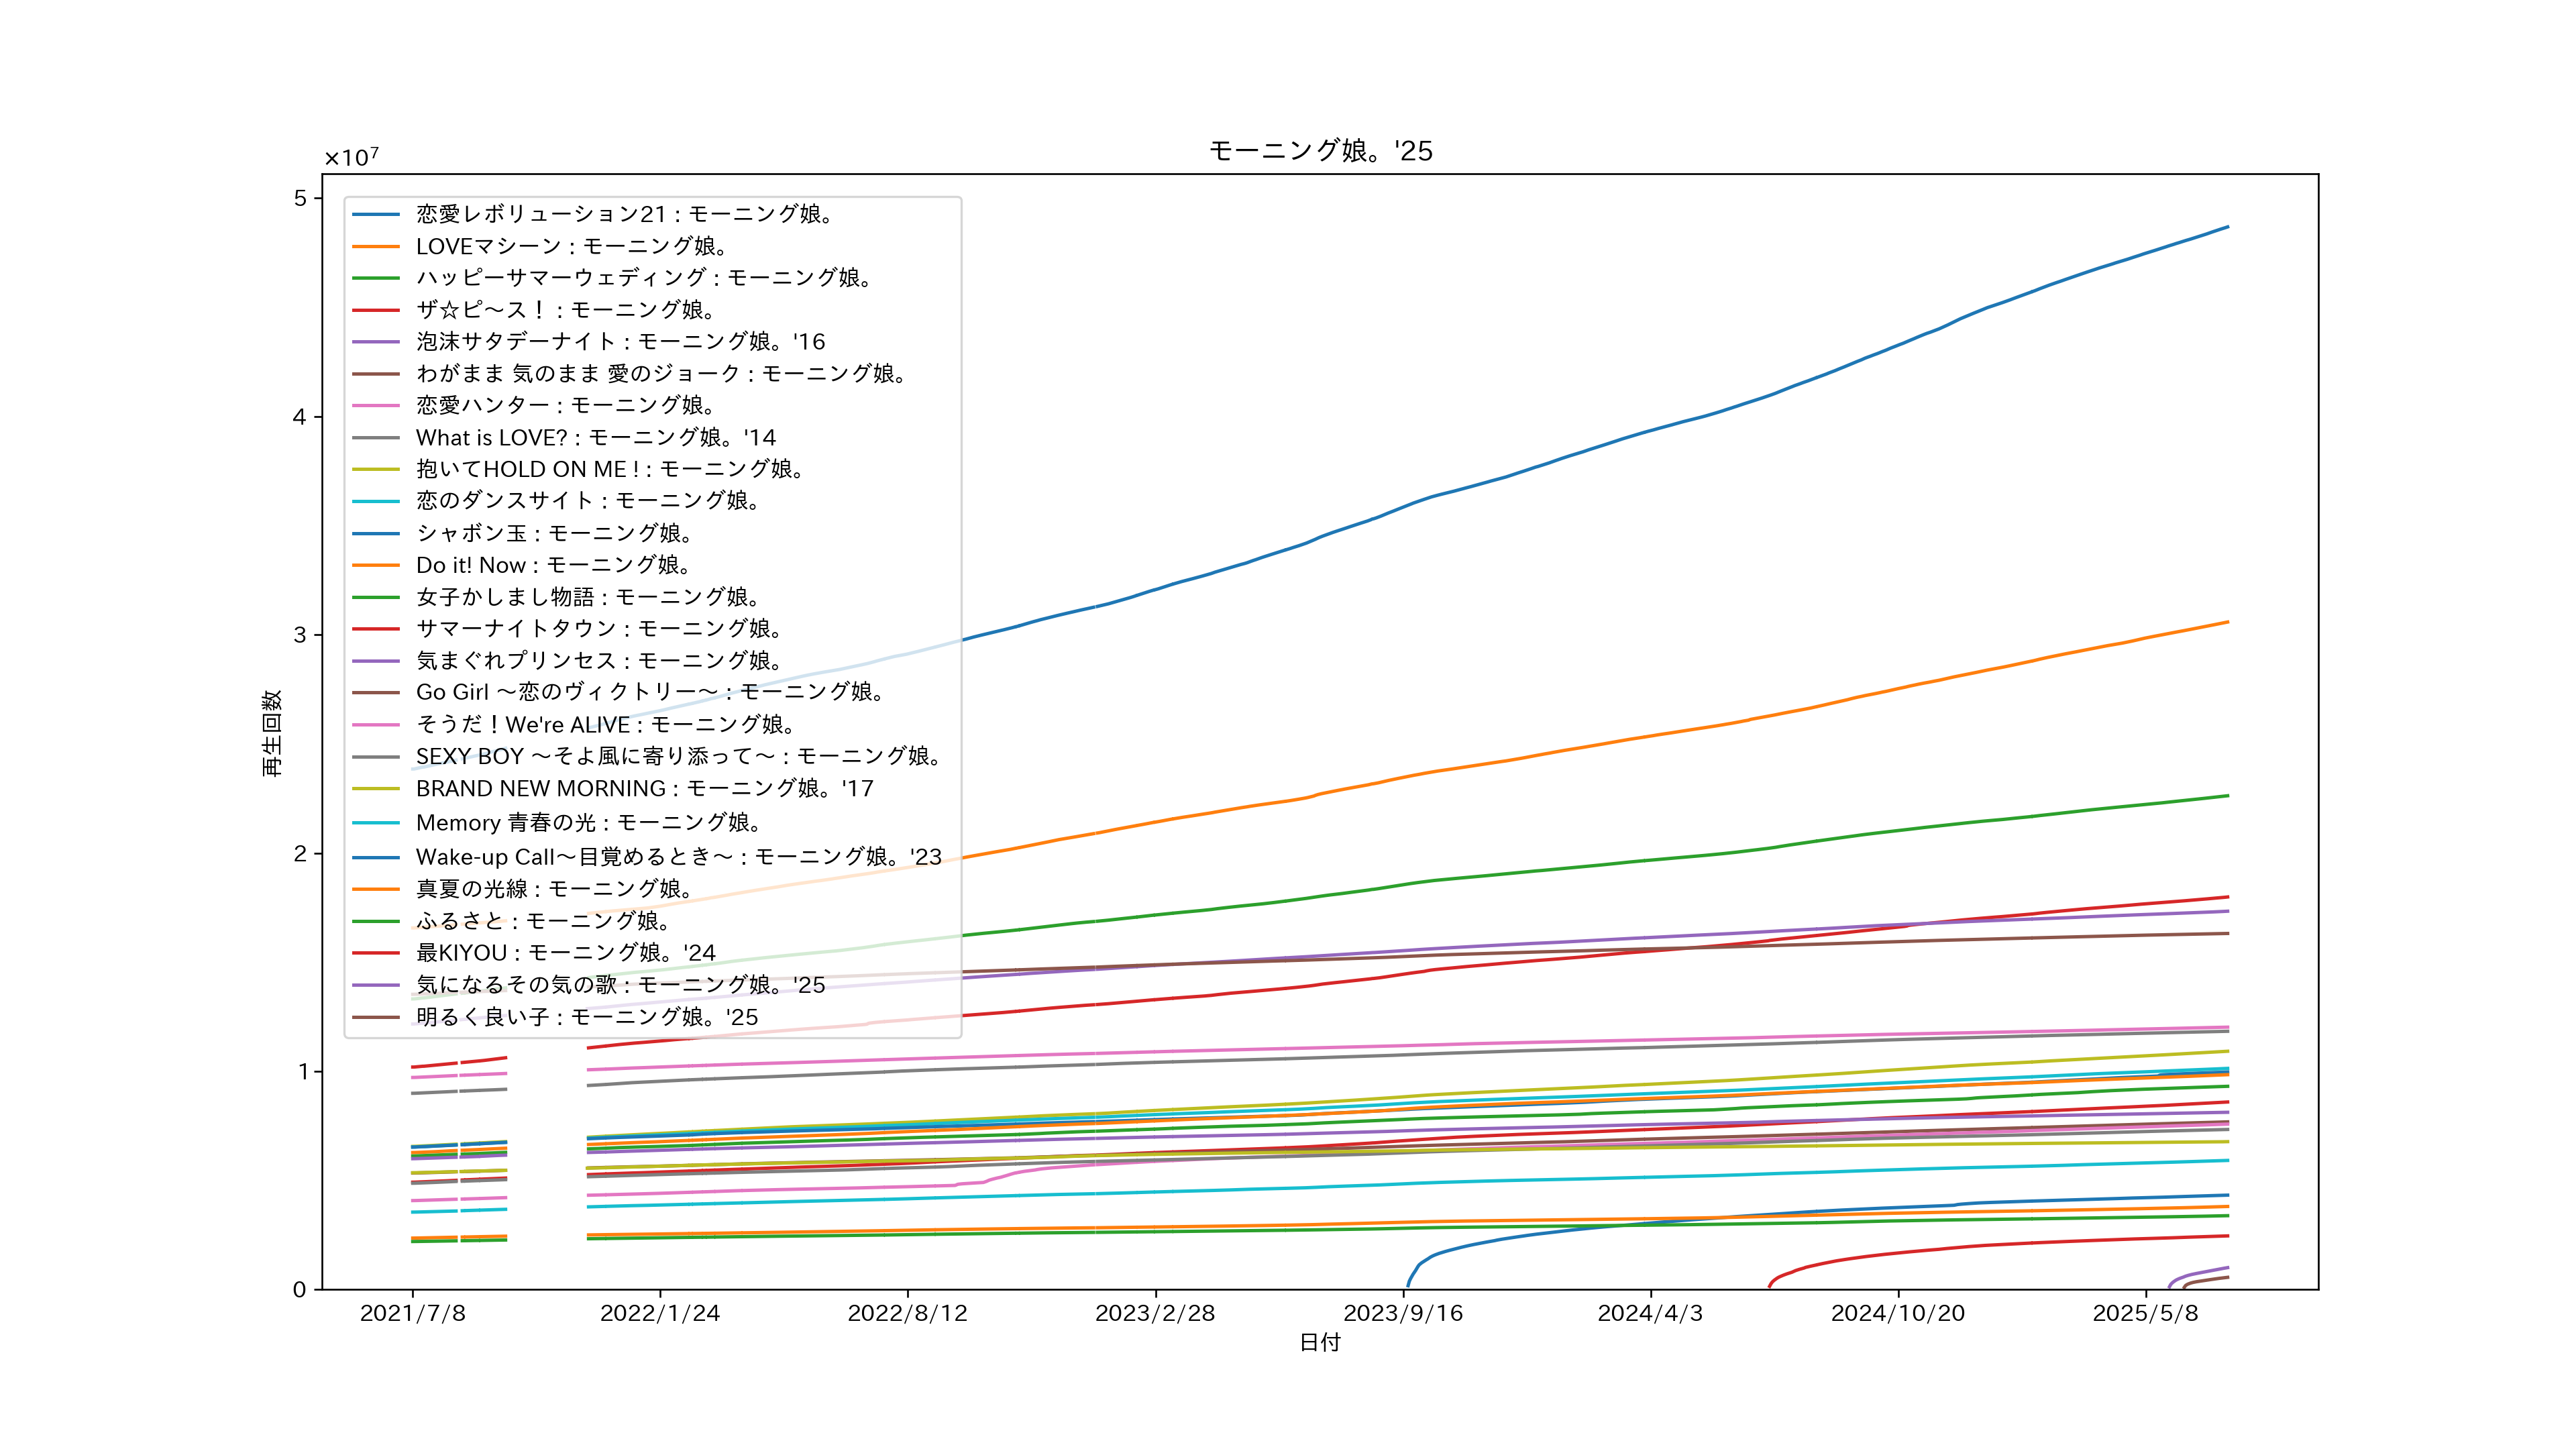 モーニング娘。'25
×10⁷
5
4
3
2
1
0
再生回数
恋愛レボリューション21 : モーニング娘。
LOVEマシーン : モーニング娘。
ハッピーサマーウェディング : モーニング娘。
ザ☆ピ～ス！ : モーニング娘。
泡沫サタデーナイト : モーニング娘。'16
わがまま 気のまま 愛のジョーク : モーニング娘。
恋愛ハンター : モーニング娘。
What is LOVE? : モーニング娘。'14
抱いてHOLD ON ME ! : モーニング娘。
恋のダンスサイト : モーニング娘。
シャボン玉 : モーニング娘。
Do it! Now : モーニング娘。
女子かしまし物語 : モーニング娘。
サマーナイトタウン : モーニング娘。
気まぐれプリンセス : モーニング娘。
Go Girl ～恋のヴィクトリー～ : モーニング娘。
そうだ！We're ALIVE : モーニング娘。
SEXY BOY ～そよ風に寄り添って～ : モーニング娘。
BRAND NEW MORNING : モーニング娘。'17
Memory 青春の光 : モーニング娘。
Wake-up Call～目覚めるとき～ : モーニング娘。'23
真夏の光線 : モーニング娘。
ふるさと : モーニング娘。
最KIYOU : モーニング娘。'24
気になるその気の歌 : モーニング娘。'25
明るく良い子 : モーニング娘。'25
2021/7/8 2022/1/24 2022/8/12 2023/2/28 2023/9/16 2024/4/3 2024/10/20 2025/5/8
日付